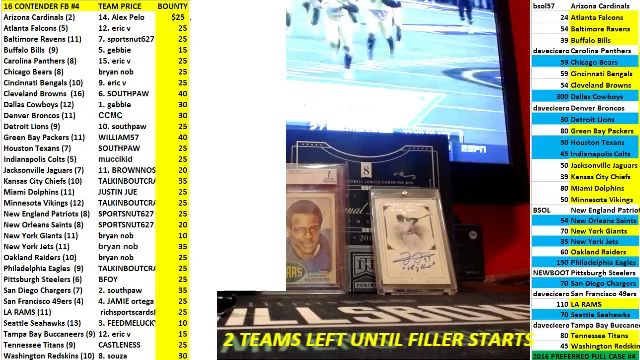 16 CONTENDER FB #4 TEAM PRICE BOUNTY
Arizona Cardinals (2) 14. Alex Pelo $25
Atlanta Falcons (5) 12. eric v 25
Baltimore Ravens (11) 7. sportsnut627 25
Buffalo Bills (9) 5. gebbie 15
Carolina Panthers (8) 15. eric v 25
Chicago Bears (8) bryan nob 25
Cincinnati Bengals (10) 9. eric v 25
Cleveland Browns (16) 6. SOUTHPAW 40
Dallas Cowboys (12) 1. gebbie 30
Denver Broncos (11) CCMC 30
Detroit Lions (9) 10. southpaw 25
Green Bay Packers (11) WILLIAM57 40
Houston Texas (7) SOUTHPAW 25
Indianapolis Colts (5) muccikid 25
Jacksonville Jaguars (7) 11. BROWNNOS 20
Kansas City Chiefs (10) TALKINBOUTCRA 35
Miami Dolphins (11) JUSTIN JUE 25
Minnesota Vikings (12) TALKINBOUTCRA 25
New England Patriots (8) SPORTSNUT627 25
New Orleans Saints (8) SPORTSNUT627 20
New York Giants (11) bryan nob 10
New York Jets (11) bryan nob 35
Oakland Raiders (10) bryan nob 25
Philadelphia Eagles (9) TALKINBOUTCRA 25
Pittsburgh Steelers (6) BFOY 25
San Diego Chargers (7) 2. southpaw 35
San Francisco 49ers (4) 4. JAMIE ortega 25
LA RAMS (11) richsportscards 25
Seattle Seahawks (13) 3. FEEDMELUCY 10
Tampa Bay Buccaneers (9) 12. eric v 15
Tennessee Titans (9) CATLENESS 25
Washington Redskins (10) 8. souza 30
ESPN
8
7
2 TEAMS LEFT UNTIL FILLER STARTS
bsol57 Arizona Cardinals
24 Atlanta Falcons
54 Baltimore Ravens
39 Buffalo Bills
davecicero Carolina Panthers
59 Chicago Bears
59 Cincinnati Bengals
54 Cleveland Browns
300 Dallas Cowboys
davecicero Denver Broncos
30 Detroit Lions
80 Green Bay Packers
50 Houston Texans
45 Indianapolis Colts
50 Jacksonville Jaguars
39 Kansas City Chiefs
80 Miami Dolphins
50 Minnesota Vikings
BSOL New England Patriots
54 New Orleans Saints
70 New York Giants
35 New York Jets
60 Oakland Raiders
150 Philadelphia Eagles
NEWBOOT Pittsburgh Steelers
70 San Diego Chargers
davecicero San Francisco 49ers
110 LA RAMS
70 Seattle Seahawks
davecicero Tampa Bay Buccaneers
80 Tennessee Titans
45 Washington Redskins
2016 PREFERRED FULL CASE #4